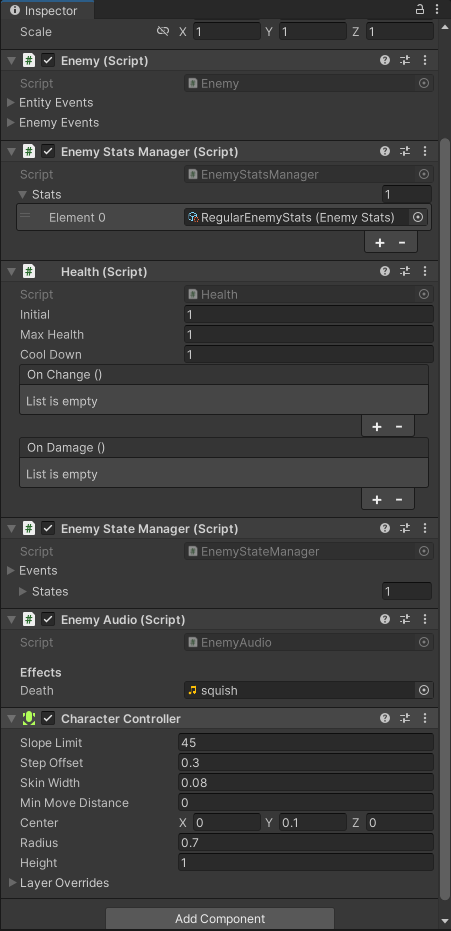 Inspector
Scale X 1 Y 1 Z 1
# Enemy (Script)
Script # Enemy
Entity Events
Enemy Events
# Enemy Stats Manager (Script)
Script # EnemyStatsManager
Stats 1
Element 0 RegularEnemyStats (Enemy Stats)
+ -
# Health (Script)
Script # Health
Initial 1
Max Health 1
Cool Down 1
On Change ()
List is empty
+ -
On Damage ()
List is empty
+ -
# Enemy State Manager (Script)
Script # EnemyStateManager
Events
States 1
# Enemy Audio (Script)
Script # EnemyAudio
Effects
Death squish
Character Controller
Slope Limit 45
Step Offset 0.3
Skin Width 0.08
Min Move Distance 0
Center X 0 Y 0.1 Z 0
Radius 0.7
Height 1
Layer Overrides
Add Component